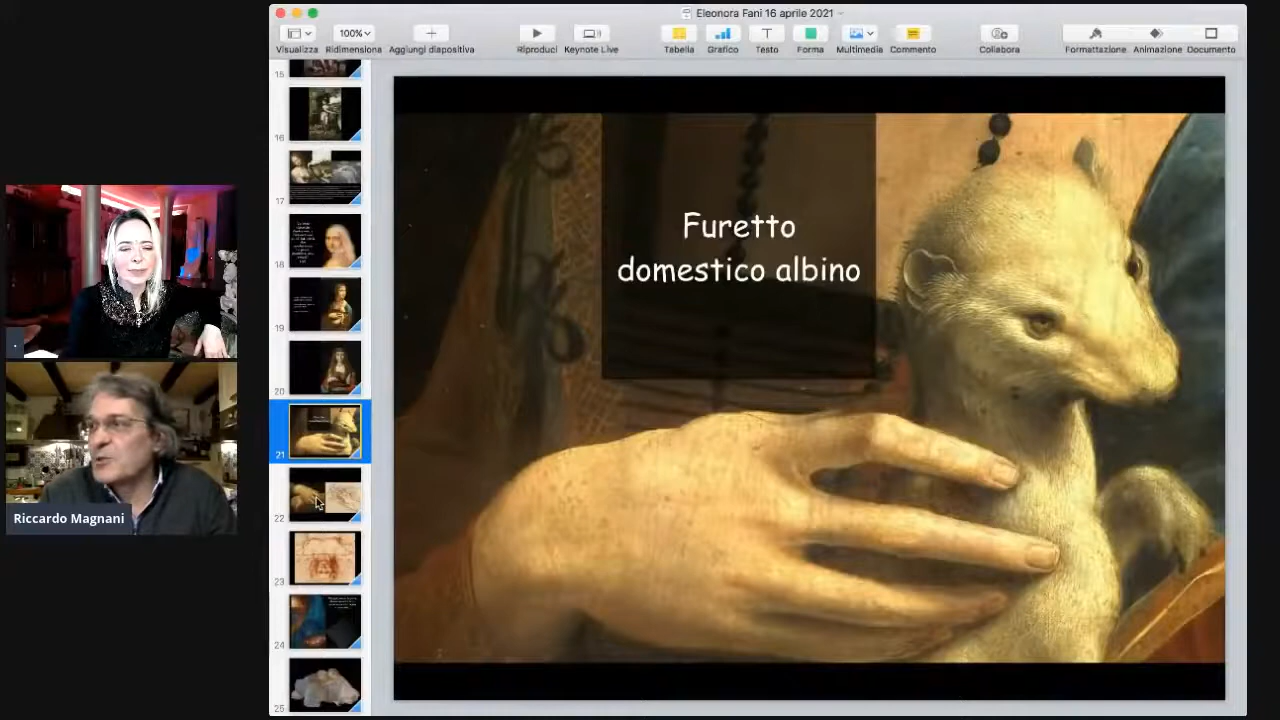 Eleonora Fani 16 aprile 2021
100%
Visualizza
Ridimensiona
Aggiungi diapositiva
Riproduci
Keynote Live
Tabella
Grafico
Testo
Forma
Multimedia
Commento
Collabora
Formattazione
Animazione
Documento
15
16
17
18
19
20
21
22
23
24
25
Furetto
domestico albino
Riccardo Magnani